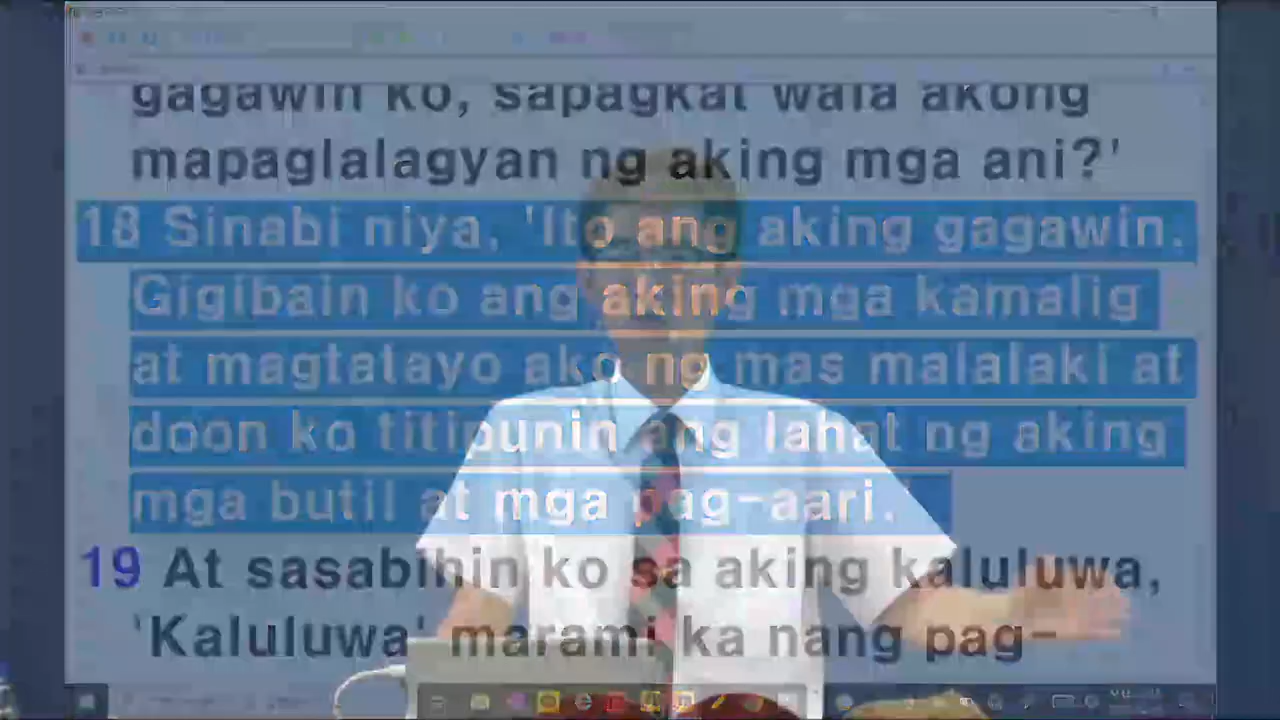 gagawin ko, sapagkat wala akong
mapaglalagyan ng aking mga ani?'
18 Sinabi niya, 'Ito ang aking gagawin.
Gigibain ko ang aking mga kamalig
at magtatayo ako ng mas malalaki at
doon ko titipunin ang lahat ng aking
mga butil at mga pag-aari.
19 At sasabihin ko sa aking kaluluwa,
'Kaluluwa' marami ka nang pag-